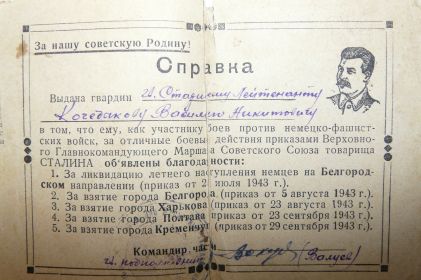 За нашу советскую Родину!
Справка
Выдана гвардии гв. Старшему Лейтенанту
Василию Никитовичу
в том, что ему, как участнику боев против немецко-фашист-
ских войск, за отличные боевые действия приказами Верховно-
го Главнокомандующего Маршала Советского Союза товарища
СТАЛИНА объявлены благодарности:
1. За ликвидацию летнего наступления немцев на Белгород-
ском направлении (приказ от июля 1943 г.)
2. За взятие города Белгорода (приказ от 5 августа 1943 г.)
3. За взятие города Харькова (приказ от 23 августа 1943 г.)
4. За взятие города Полтава (приказ от 23 сентября 1943 г.)
5. За взятие города Кременчуг (приказ от 29 сентября 1943 г.)
Командир части
гв. подполковник